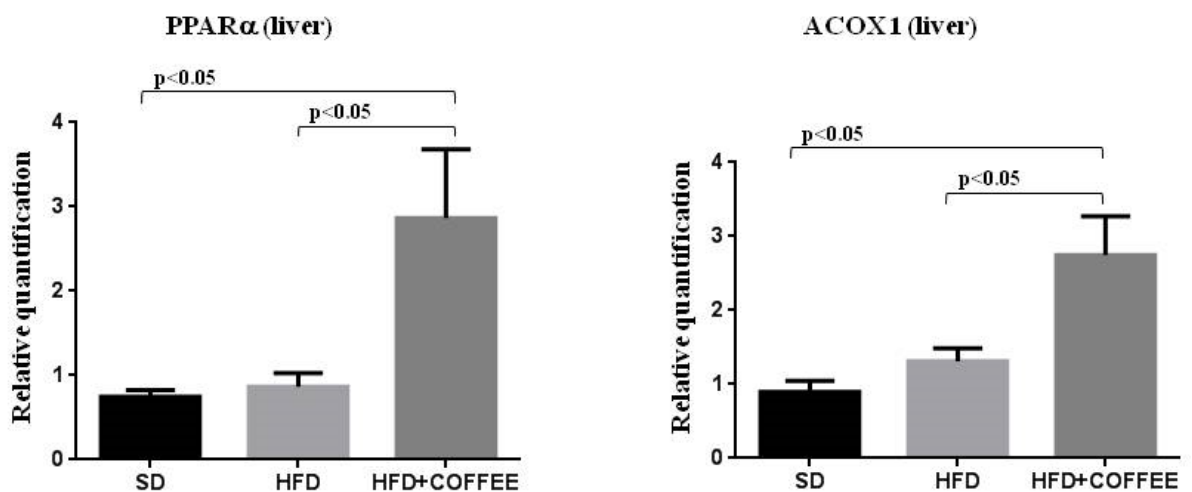 PPARα (liver)
p<0.05
p<0.05
Relative quantification
4
3
2
1
0
SD
HFD
HFD+COFFEE
ACOX1 (liver)
p<0.05
p<0.05
Relative quantification
4
3
2
1
0
SD
HFD
HFD+COFFEE